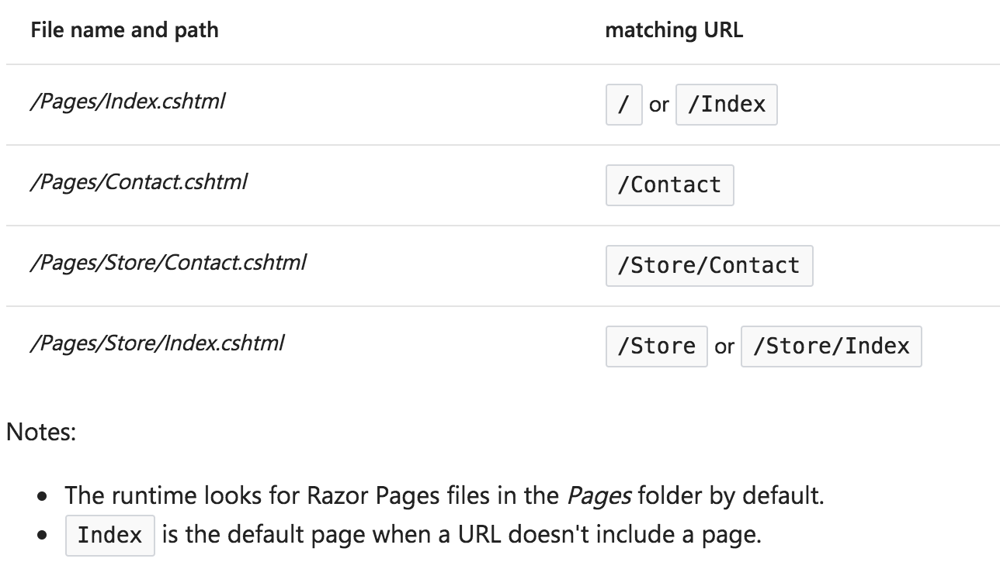 File name and path matching URL
/Pages/Index.cshtml / or /Index
/Pages/Contact.cshtml /Contact
/Pages/Store/Contact.cshtml /Store/Contact
/Pages/Store/Index.cshtml /Store or /Store/Index
Notes:
• The runtime looks for Razor Pages files in the Pages folder by default.
• Index is the default page when a URL doesn't include a page.